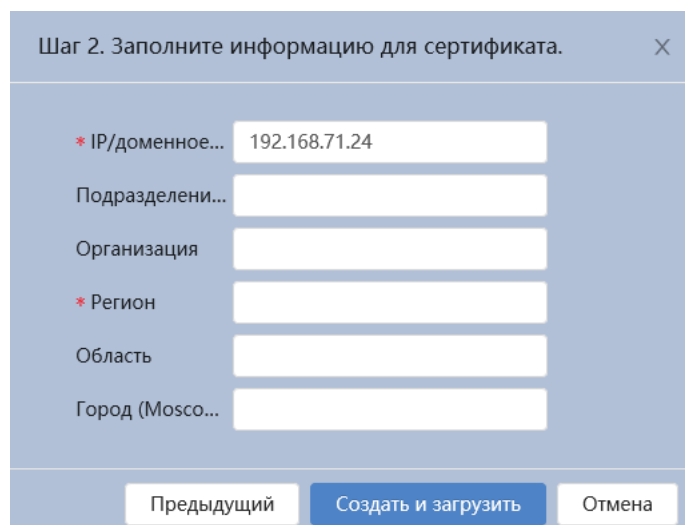 Шаг 2. Заполните информацию для сертификата.
* IP/доменное... 192.168.71.24
Подразделени...
Организация
* Регион
Область
Город (Mosco...
Предыдущий Создать и загрузить Отмена